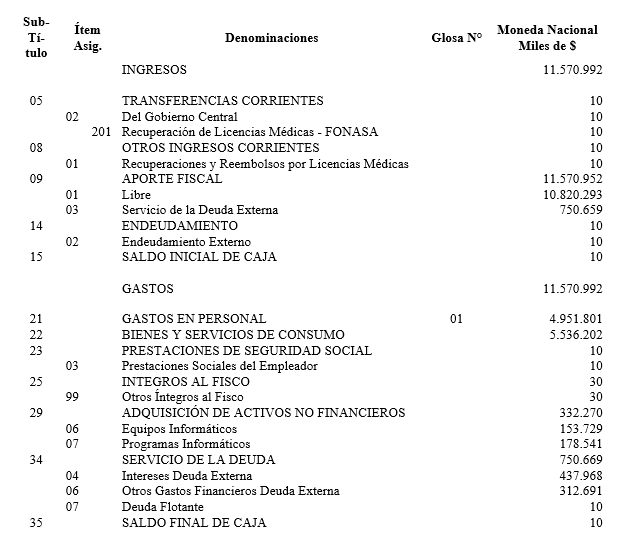 Sub-
Tí-
tulo
Ítem
Asig.
Denominaciones
Glosa N°
Moneda Nacional
Miles de $
INGRESOS 11.570.992
05 TRANSFERENCIAS CORRIENTES 10
02 Del Gobierno Central 10
201 Recuperación de Licencias Médicas - FONASA 10
08 OTROS INGRESOS CORRIENTES 10
01 Recuperaciones y Reembolsos por Licencias Médicas 10
09 APORTE FISCAL 11.570.952
01 Libre 10.820.293
03 Servicio de la Deuda Externa 750.659
14 ENDEUDAMIENTO 10
02 Endeudamiento Externo 10
15 SALDO INICIAL DE CAJA 10
GASTOS 11.570.992
21 GASTOS EN PERSONAL 01 4.951.801
22 BIENES Y SERVICIOS DE CONSUMO 5.536.202
23 PRESTACIONES DE SEGURIDAD SOCIAL 10
03 Prestaciones Sociales del Empleador 10
25 INTEGROS AL FISCO 30
99 Otros Íntegros al Fisco 30
29 ADQUISICIÓN DE ACTIVOS NO FINANCIEROS 332.270
06 Equipos Informáticos 153.729
07 Programas Informáticos 178.541
34 SERVICIO DE LA DEUDA 750.669
04 Intereses Deuda Externa 437.968
06 Otros Gastos Financieros Deuda Externa 312.691
07 Deuda Flotante 10
35 SALDO FINAL DE CAJA 10